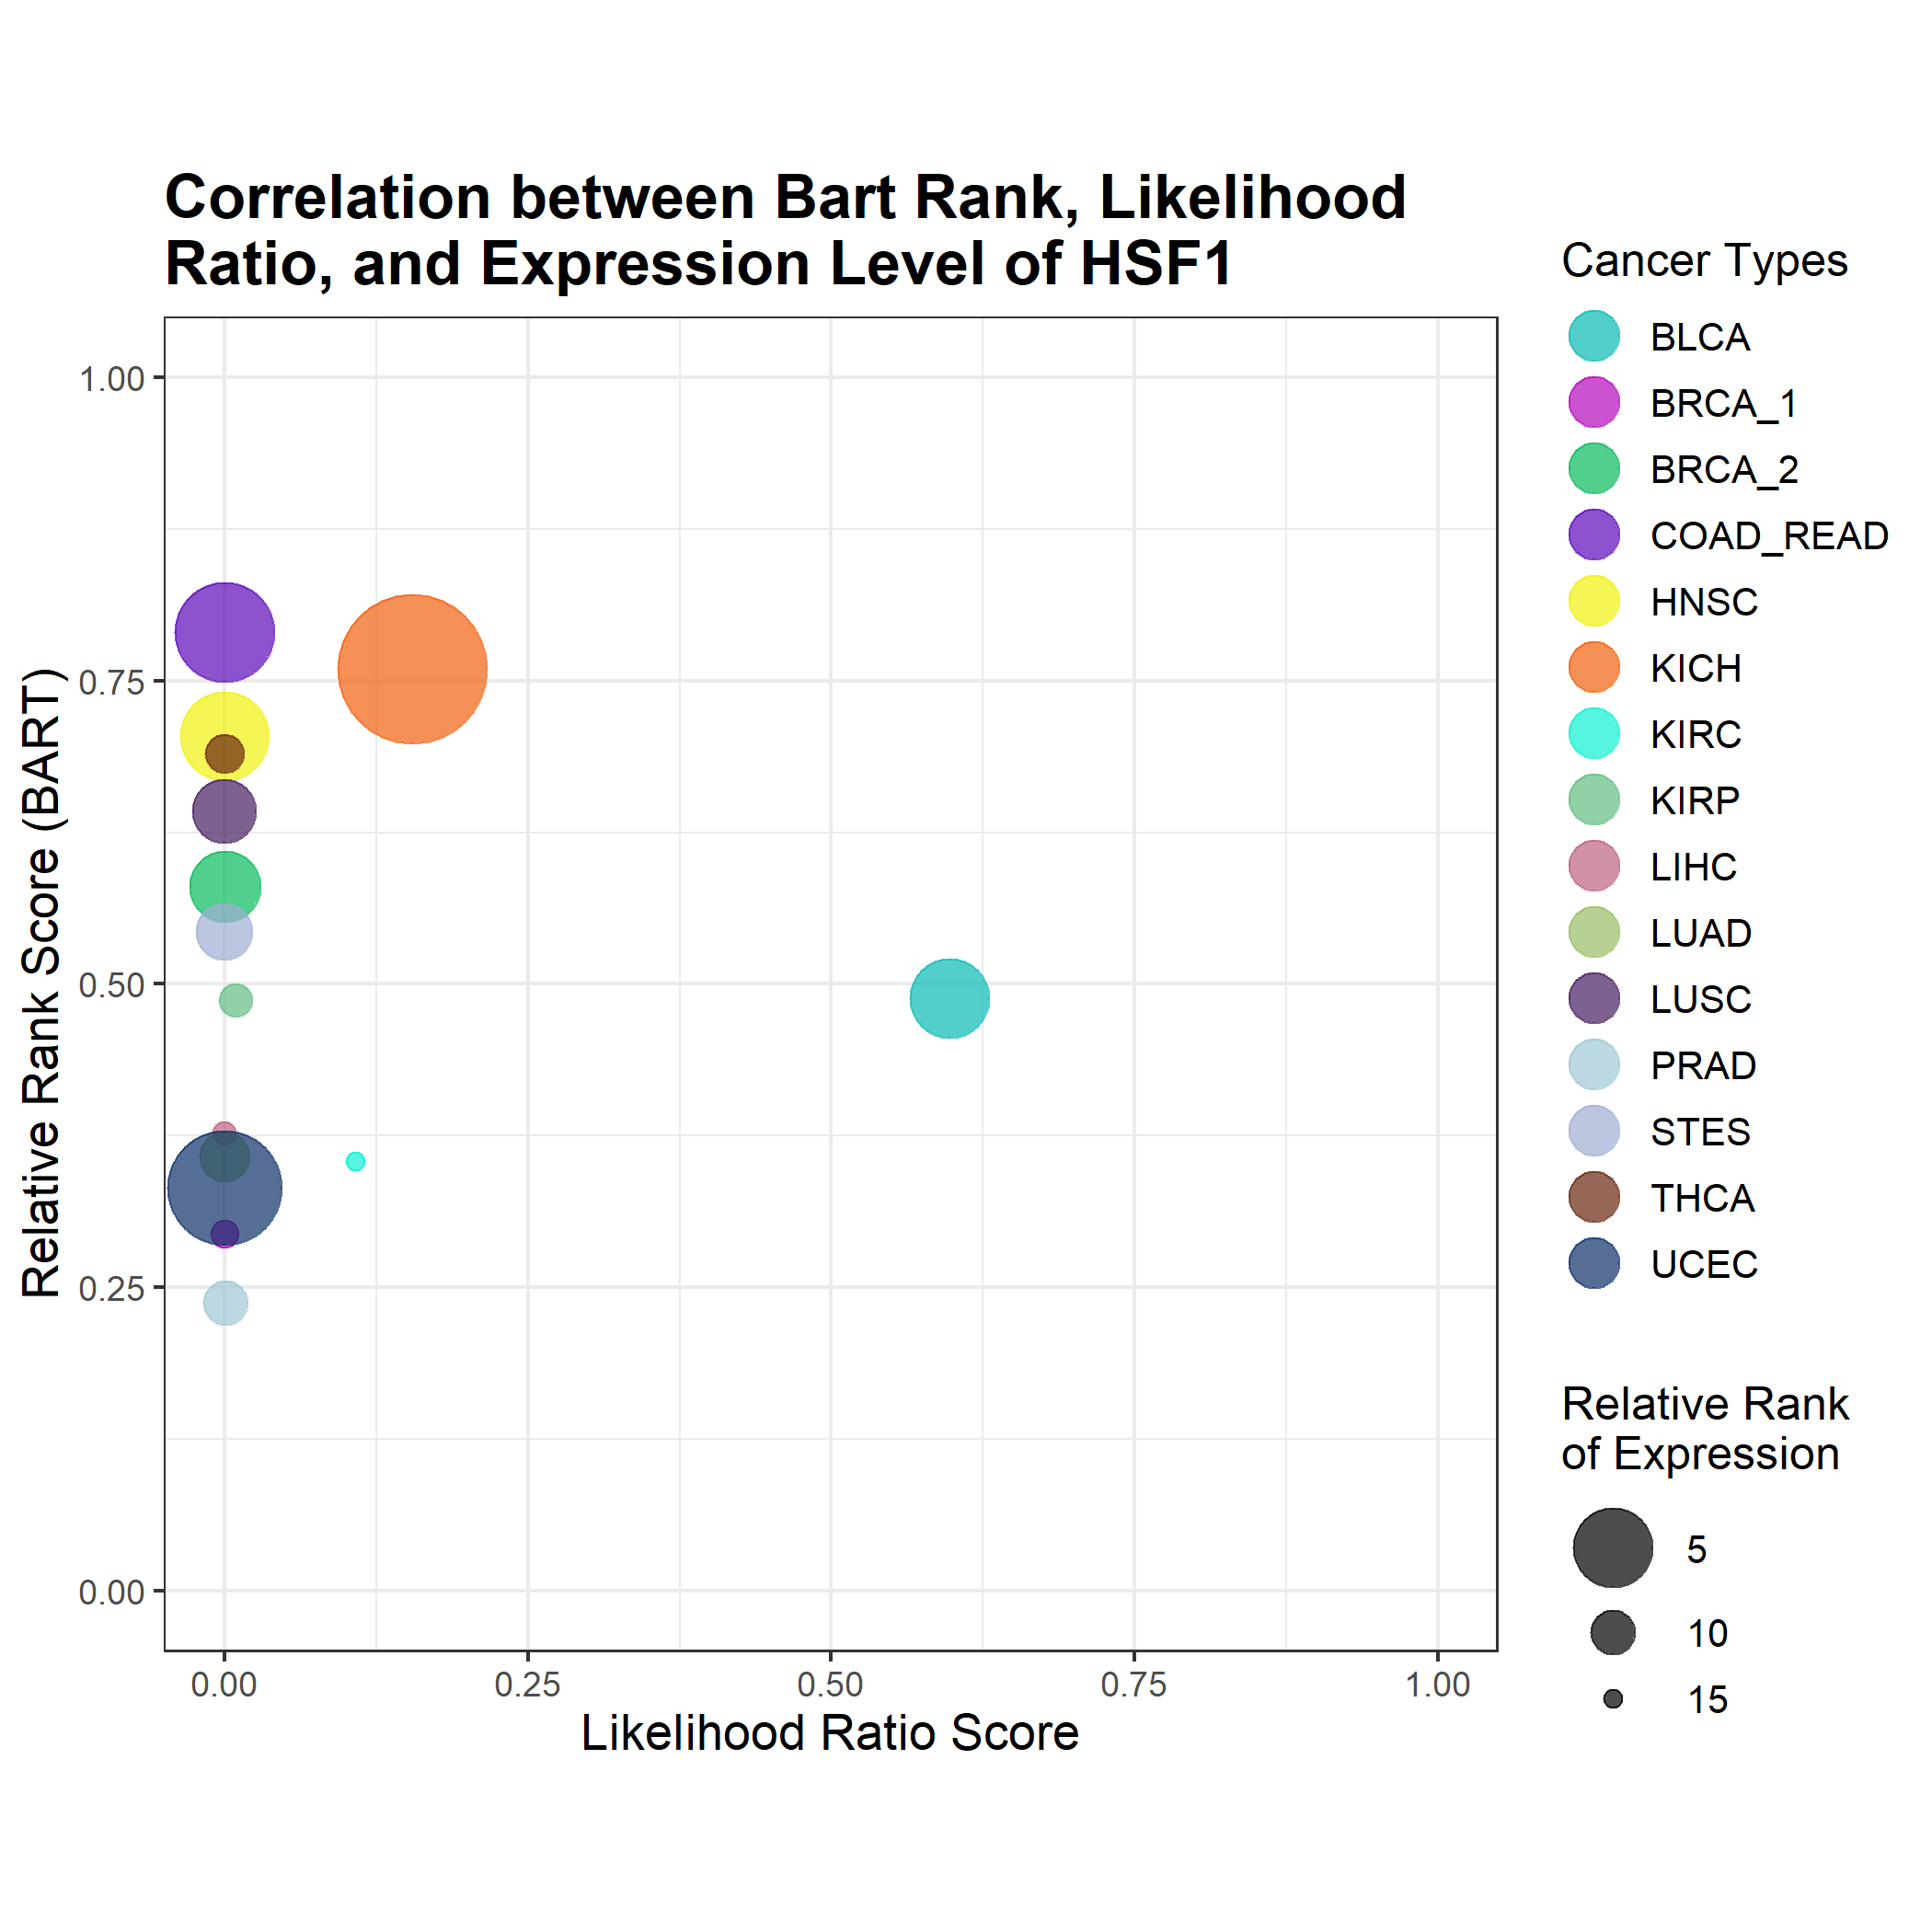 Correlation between Bart Rank, Likelihood
Ratio, and Expression Level of HSF1
Relative Rank Score (BART)
1.00
0.75
0.50
0.25
0.00
0.00
0.25
0.50
0.75
1.00
Likelihood Ratio Score
Cancer Types
BLCA
BRCA_1
BRCA_2
COAD_READ
HNSC
KICH
KIRC
KIRP
LIHC
LUAD
LUSC
PRAD
STES
THCA
UCEC
Relative Rank
of Expression
5
10
15